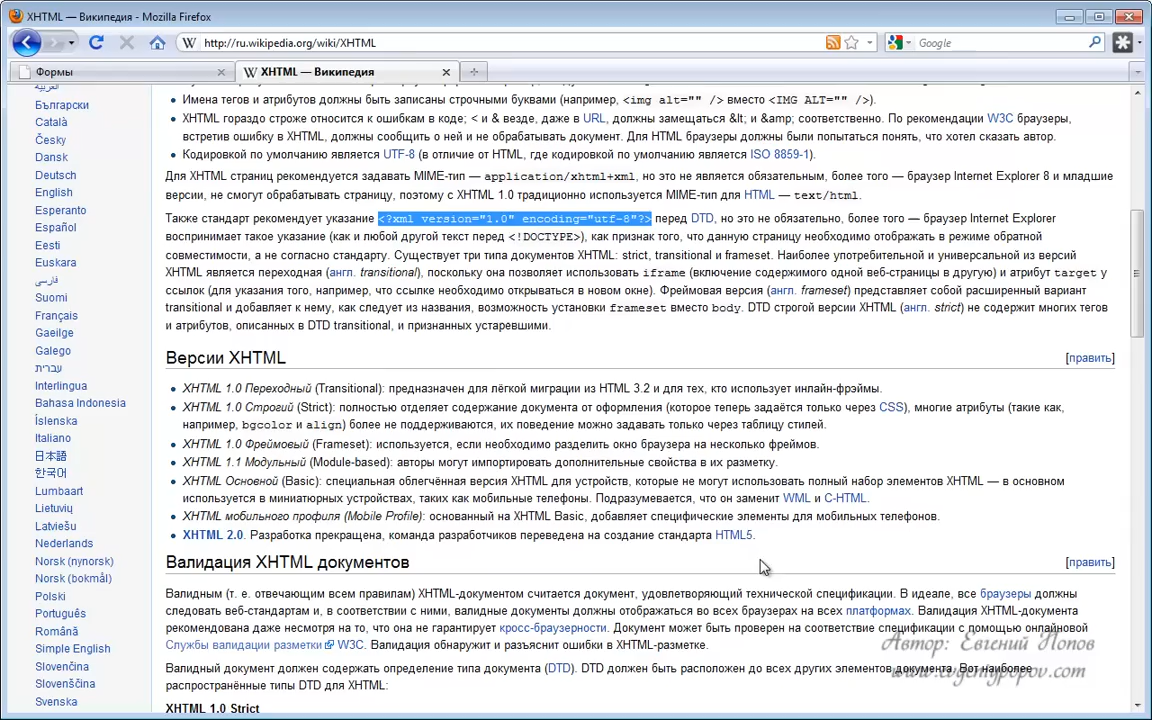 XHTML — Википедия - Mozilla Firefox
http://ru.wikipedia.org/wiki/XHTML
Google
Формы
XHTML — Википедия
العربية
Български
Català
Česky
Dansk
Deutsch
English
Esperanto
Español
Eesti
Euskara
فارسی
Suomi
Français
Gaeilge
Galego
עברית
Interlingua
Bahasa Indonesia
Íslenska
Italiano
日本語
한국어
Lumbaart
Lietuvių
Latviešu
Nederlands
Norsk (nynorsk)
Norsk (bokmål)
Polski
Português
Română
Simple English
Slovenčina
Slovenščina
Svenska
Имена тегов и атрибутов должны быть записаны строчными буквами (например, <img alt="" /> вместо <IMG ALT="" />).
XHTML гораздо строже относится к ошибкам в коде; < и & везде, даже в URL, должны замещаться &lt; и &amp; соответственно. По рекомендации W3C браузеры,
встретив ошибку в XHTML, должны сообщить о ней и не обрабатывать документ. Для HTML браузеры должны были попытаться понять, что хотел сказать автор.
Кодировкой по умолчанию является UTF-8 (в отличие от HTML, где кодировкой по умолчанию является ISO 8859-1).
Для XHTML страниц рекомендуется задавать MIME-тип — application/xhtml+xml, но это не является обязательным, более того — браузер Internet Explorer 8 и младшие
версии, не смогут обрабатывать страницу, поэтому с XHTML 1.0 традиционно используется MIME-тип для HTML — text/html.
Также стандарт рекомендует указание <?xml version="1.0" encoding="utf-8"?> перед DTD, но это не обязательно, более того — браузер Internet Explorer
воспринимает такое указание (как и любой другой текст перед <!DOCTYPE>), как признак того, что данную страницу необходимо отображать в режиме обратной
совместимости, а не согласно стандарту. Существует три типа документов XHTML: strict, transitional и frameset. Наиболее употребительной и универсальной из версий
XHTML является переходная (англ. transitional), поскольку она позволяет использовать iframe (включение содержимого одной веб-страницы в другую) и атрибут target у
ссылок (для указания того, например, что ссылке необходимо открываться в новом окне). Фреймовая версия (англ. frameset) представляет собой расширенный вариант
transitional и добавляет к нему, как следует из названия, возможность установки frameset вместо body. DTD строгой версии XHTML (англ. strict) не содержит многих тегов
и атрибутов, описанных в DTD transitional, и признанных устаревшими.
Версии XHTML [править]
XHTML 1.0 Переходный (Transitional): предназначен для лёгкой миграции из HTML 3.2 и для тех, кто использует инлайн-фрэймы.
XHTML 1.0 Строгий (Strict): полностью отделяет содержание документа от оформления (которое теперь задаётся только через CSS), многие атрибуты (такие как,
например, bgcolor и align) более не поддерживаются, их поведение можно задавать только через таблицу стилей.
XHTML 1.0 Фреймовый (Frameset): используется, если необходимо разделить окно браузера на несколько фреймов.
XHTML 1.1 Модульный (Module-based): авторы могут импортировать дополнительные свойства в их разметку.
XHTML Основной (Basic): специальная облегчённая версия XHTML для устройств, которые не могут использовать полный набор элементов XHTML — в основном
используется в миниатюрных устройствах, таких как мобильные телефоны. Подразумевается, что он заменит WML и C-HTML.
XHTML мобильного профиля (Mobile Profile): основанный на XHTML Basic, добавляет специфические элементы для мобильных телефонов.
XHTML 2.0. Разработка прекращена, команда разработчиков переведена на создание стандарта HTML5.
Валидация XHTML документов [править]
Валидным (т. е. отвечающим всем правилам) XHTML-документом считается документ, удовлетворяющий технической спецификации. В идеале, все браузеры должны
следовать веб-стандартам и, в соответствии с ними, валидные документы должны отображаться во всех браузерах на всех платформах. Валидация XHTML-документа
рекомендована даже несмотря на то, что она не гарантирует кросс-браузерности. Документ может быть проверен на соответствие спецификации с помощью онлайновой
Службы валидации разметки W3C. Валидация обнаружит и разъяснит ошибки в XHTML-разметке.
Валидный документ должен содержать определение типа документа (DTD). DTD должен быть расположен до всех других элементов документа. Вот наиболее
распространённые типы DTD для XHTML:
XHTML 1.0 Strict
Автор: Евгений Попов
www.evgenypopov.com